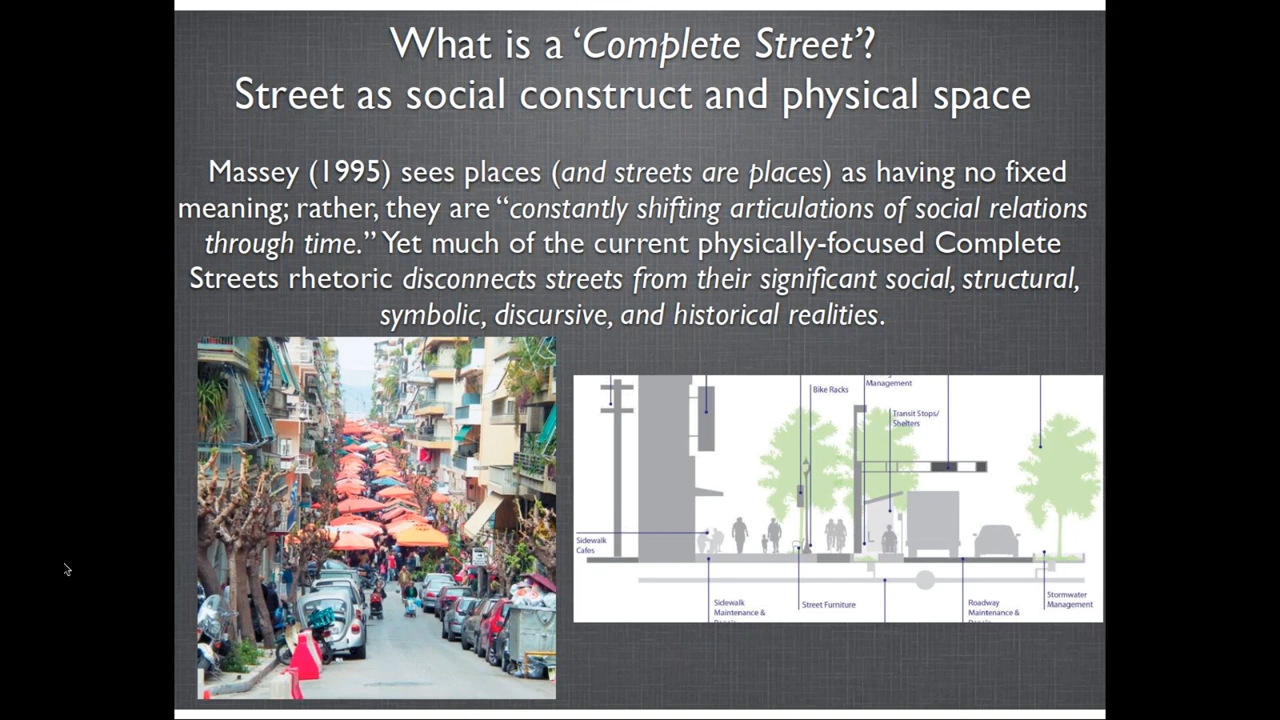 What is a ‘Complete Street’?
Street as social construct and physical space
Massey (1995) sees places (and streets are places) as having no fixed
meaning; rather, they are “constantly shifting articulations of social relations
through time.” Yet much of the current physically-focused Complete
Streets rhetoric disconnects streets from their significant social, structural,
symbolic, discursive, and historical realities.
Bike Racks
Management
Transit Stops/
Shelters
Sidewalk
Cafes
Sidewalk
Maintenance &
Street Furniture
Roadway
Maintenance &
Stormwater
Management